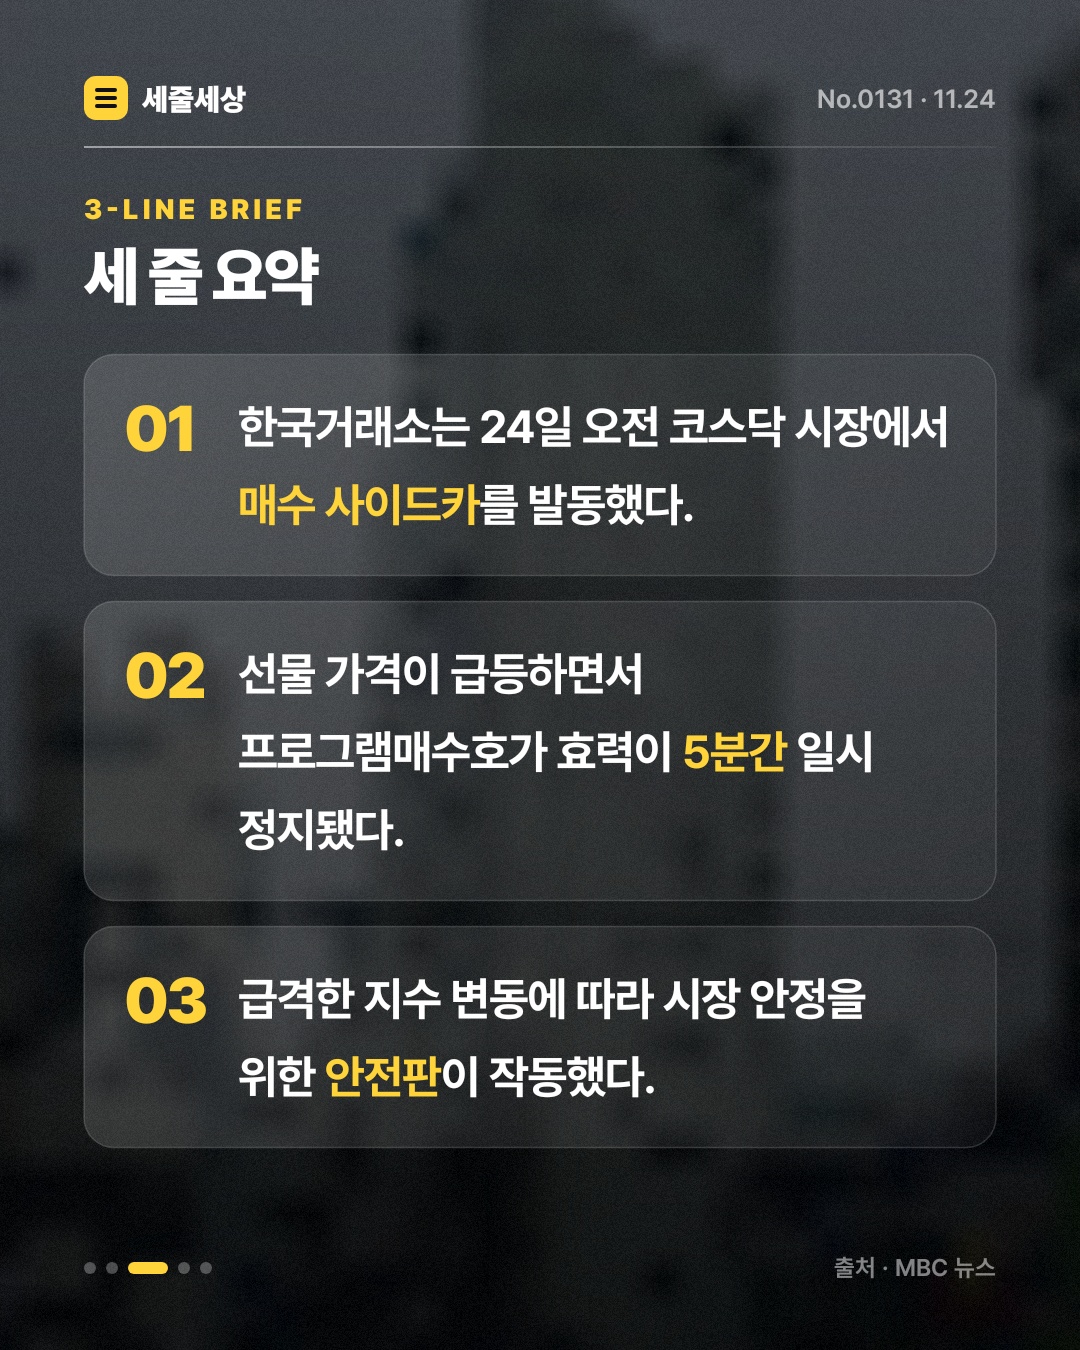 세줄세상
No.0131 · 11.24
3-LINE BRIEF
세 줄 요약
01
한국거래소는 24일 오전 코스닥 시장에서
매수 사이드카를 발동했다.
02
선물 가격이 급등하면서
프로그램매수호가 효력이 5분간 일시
정지됐다.
03
급격한 지수 변동에 따라 시장 안정을
위한 안전판이 작동했다.
출처 · MBC 뉴스